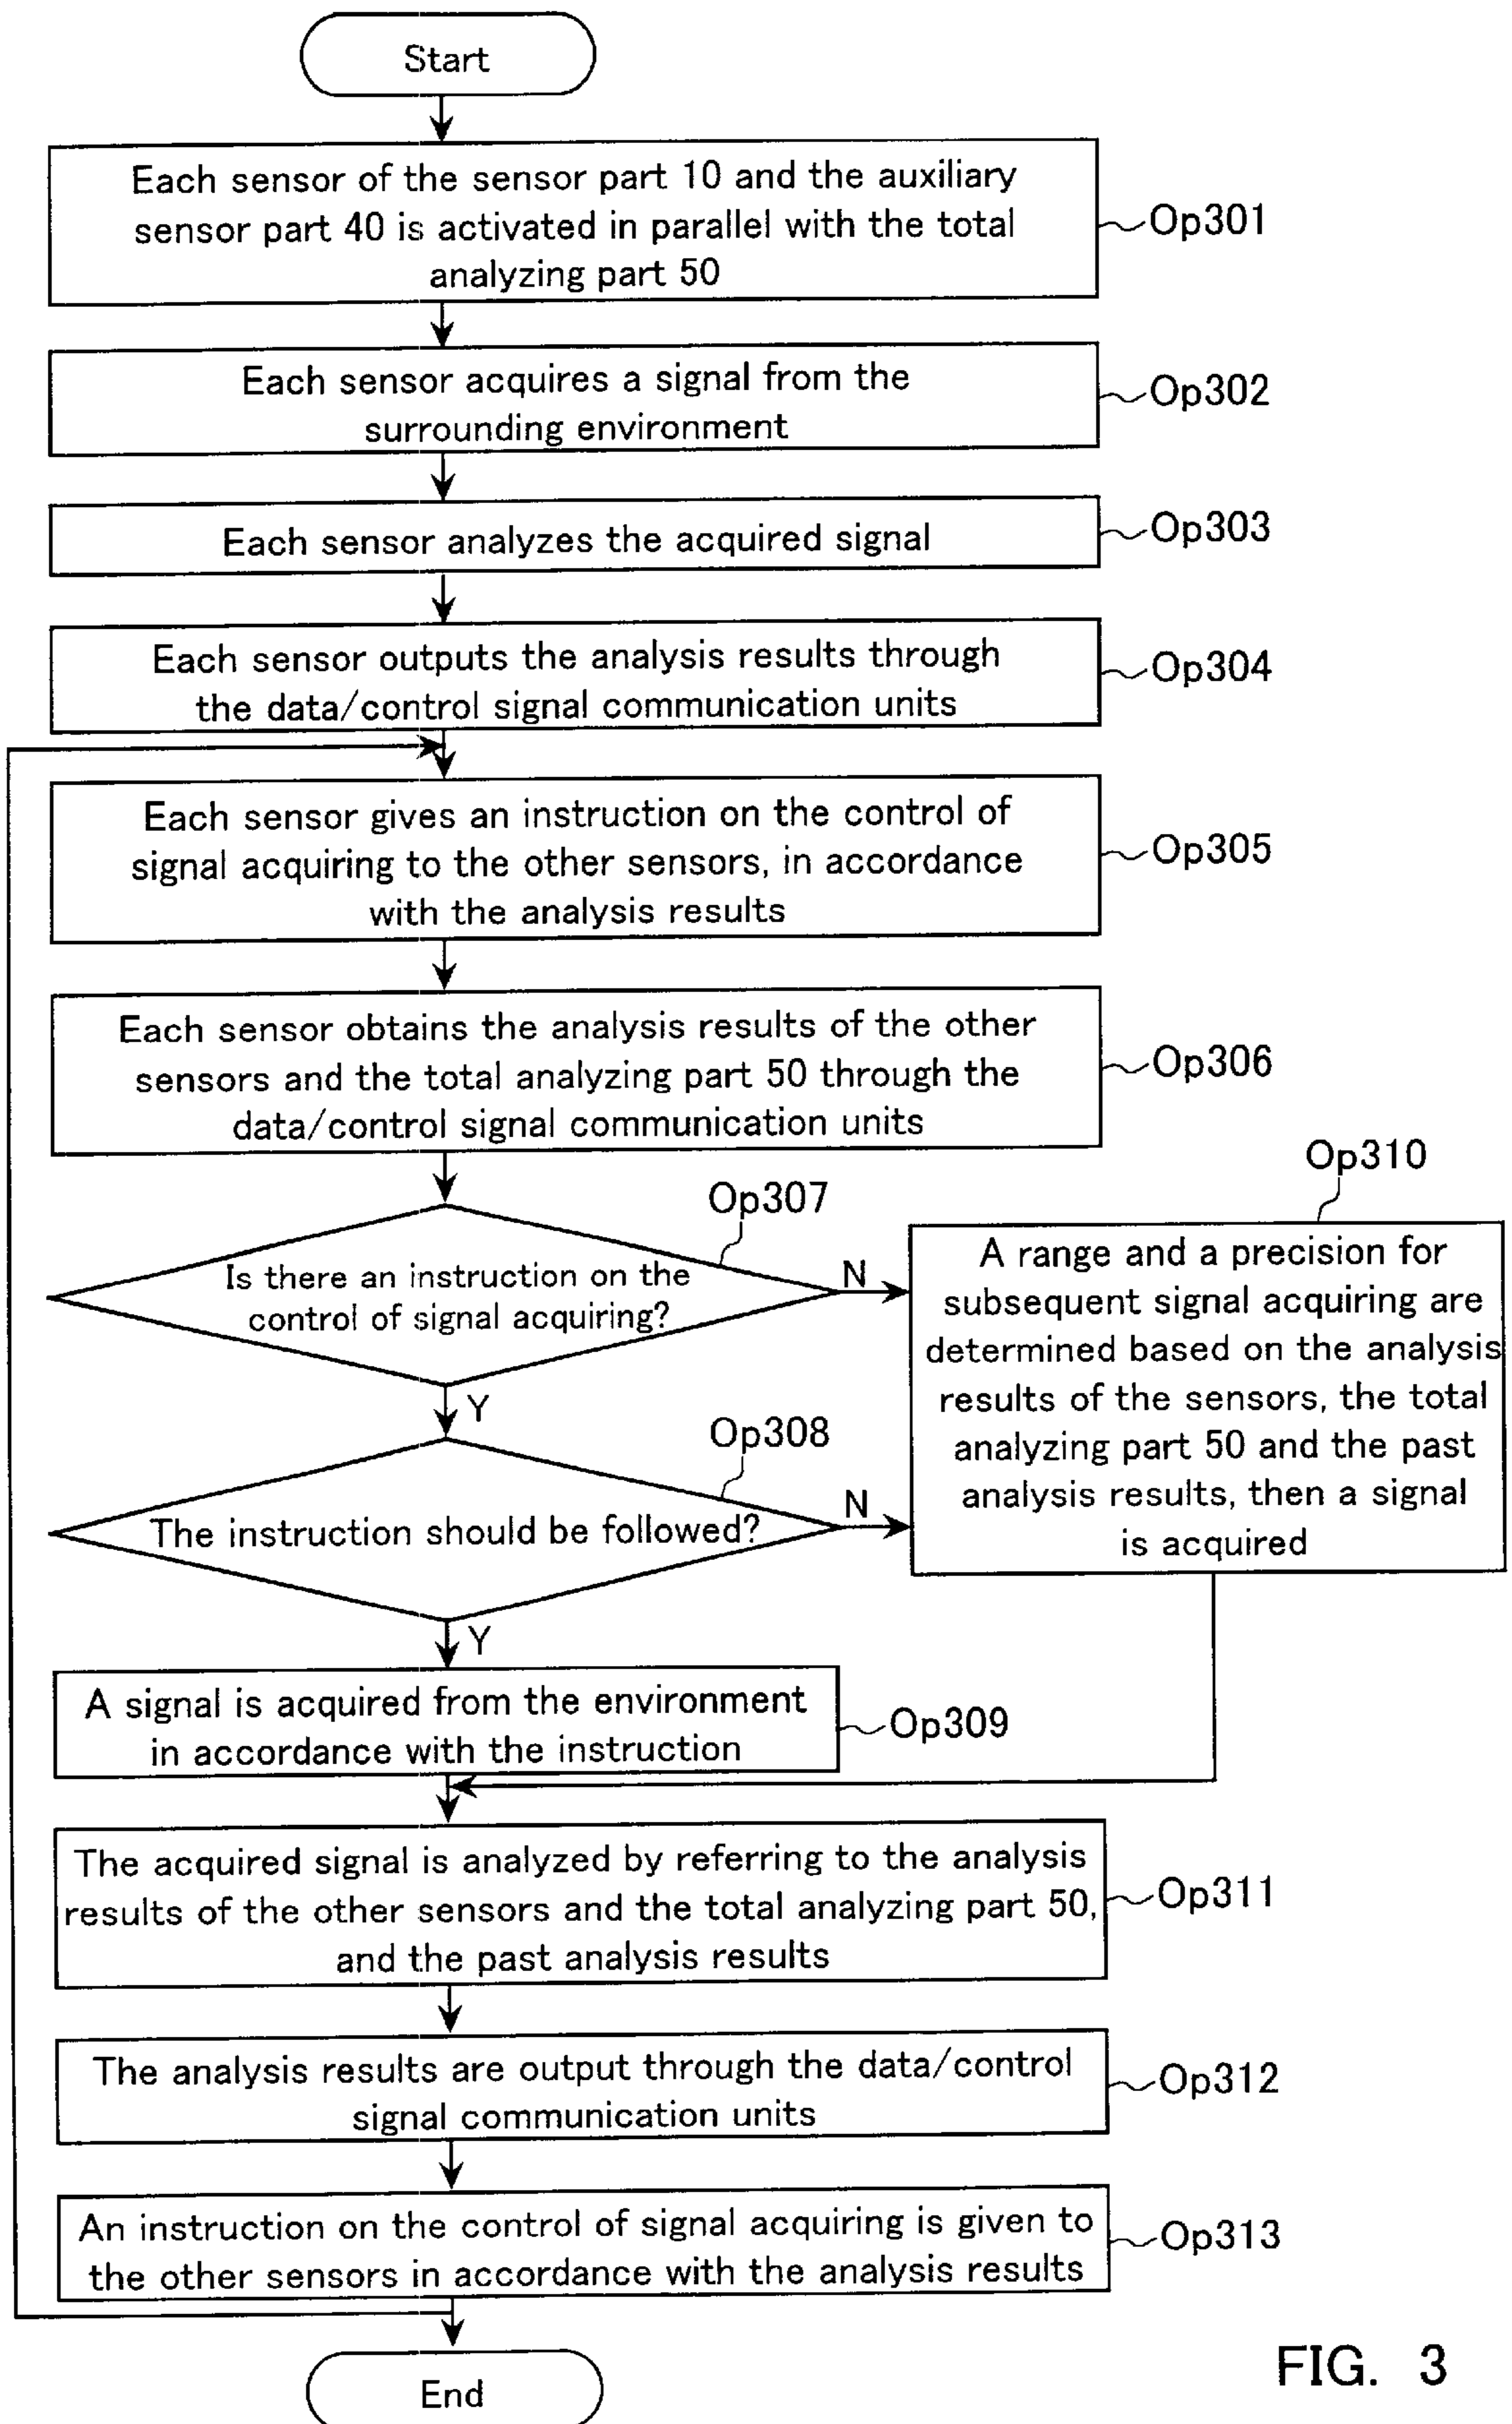 Start
Each sensor of the sensor part 10 and the auxiliary
sensor part 40 is activated in parallel with the total
analyzing part 50
Op301
Each sensor acquires a signal from the
surrounding environment
Op302
Each sensor analyzes the acquired signal
Op303
Each sensor outputs the analysis results through
the data/control signal communication units
Op304
Each sensor gives an instruction on the control of
signal acquiring to the other sensors, in accordance
with the analysis results
Op305
Each sensor obtains the analysis results of the other
sensors and the total analyzing part 50 through the
data/control signal communication units
Op306
Op307
Is there an instruction on the
control of signal acquiring?
N
Y
Op310
A range and a precision for
subsequent signal acquiring are
determined based on the analysis
results of the sensors, the total
analyzing part 50 and the past
analysis results, then a signal
is acquired
Op308
The instruction should be followed?
N
Y
A signal is acquired from the environment
in accordance with the instruction
Op309
The acquired signal is analyzed by referring to the analysis
results of the other sensors and the total analyzing part 50,
and the past analysis results
Op311
The analysis results are output through the data/control
signal communication units
Op312
An instruction on the control of signal acquiring is given to
the other sensors in accordance with the analysis results
Op313
End
FIG. 3